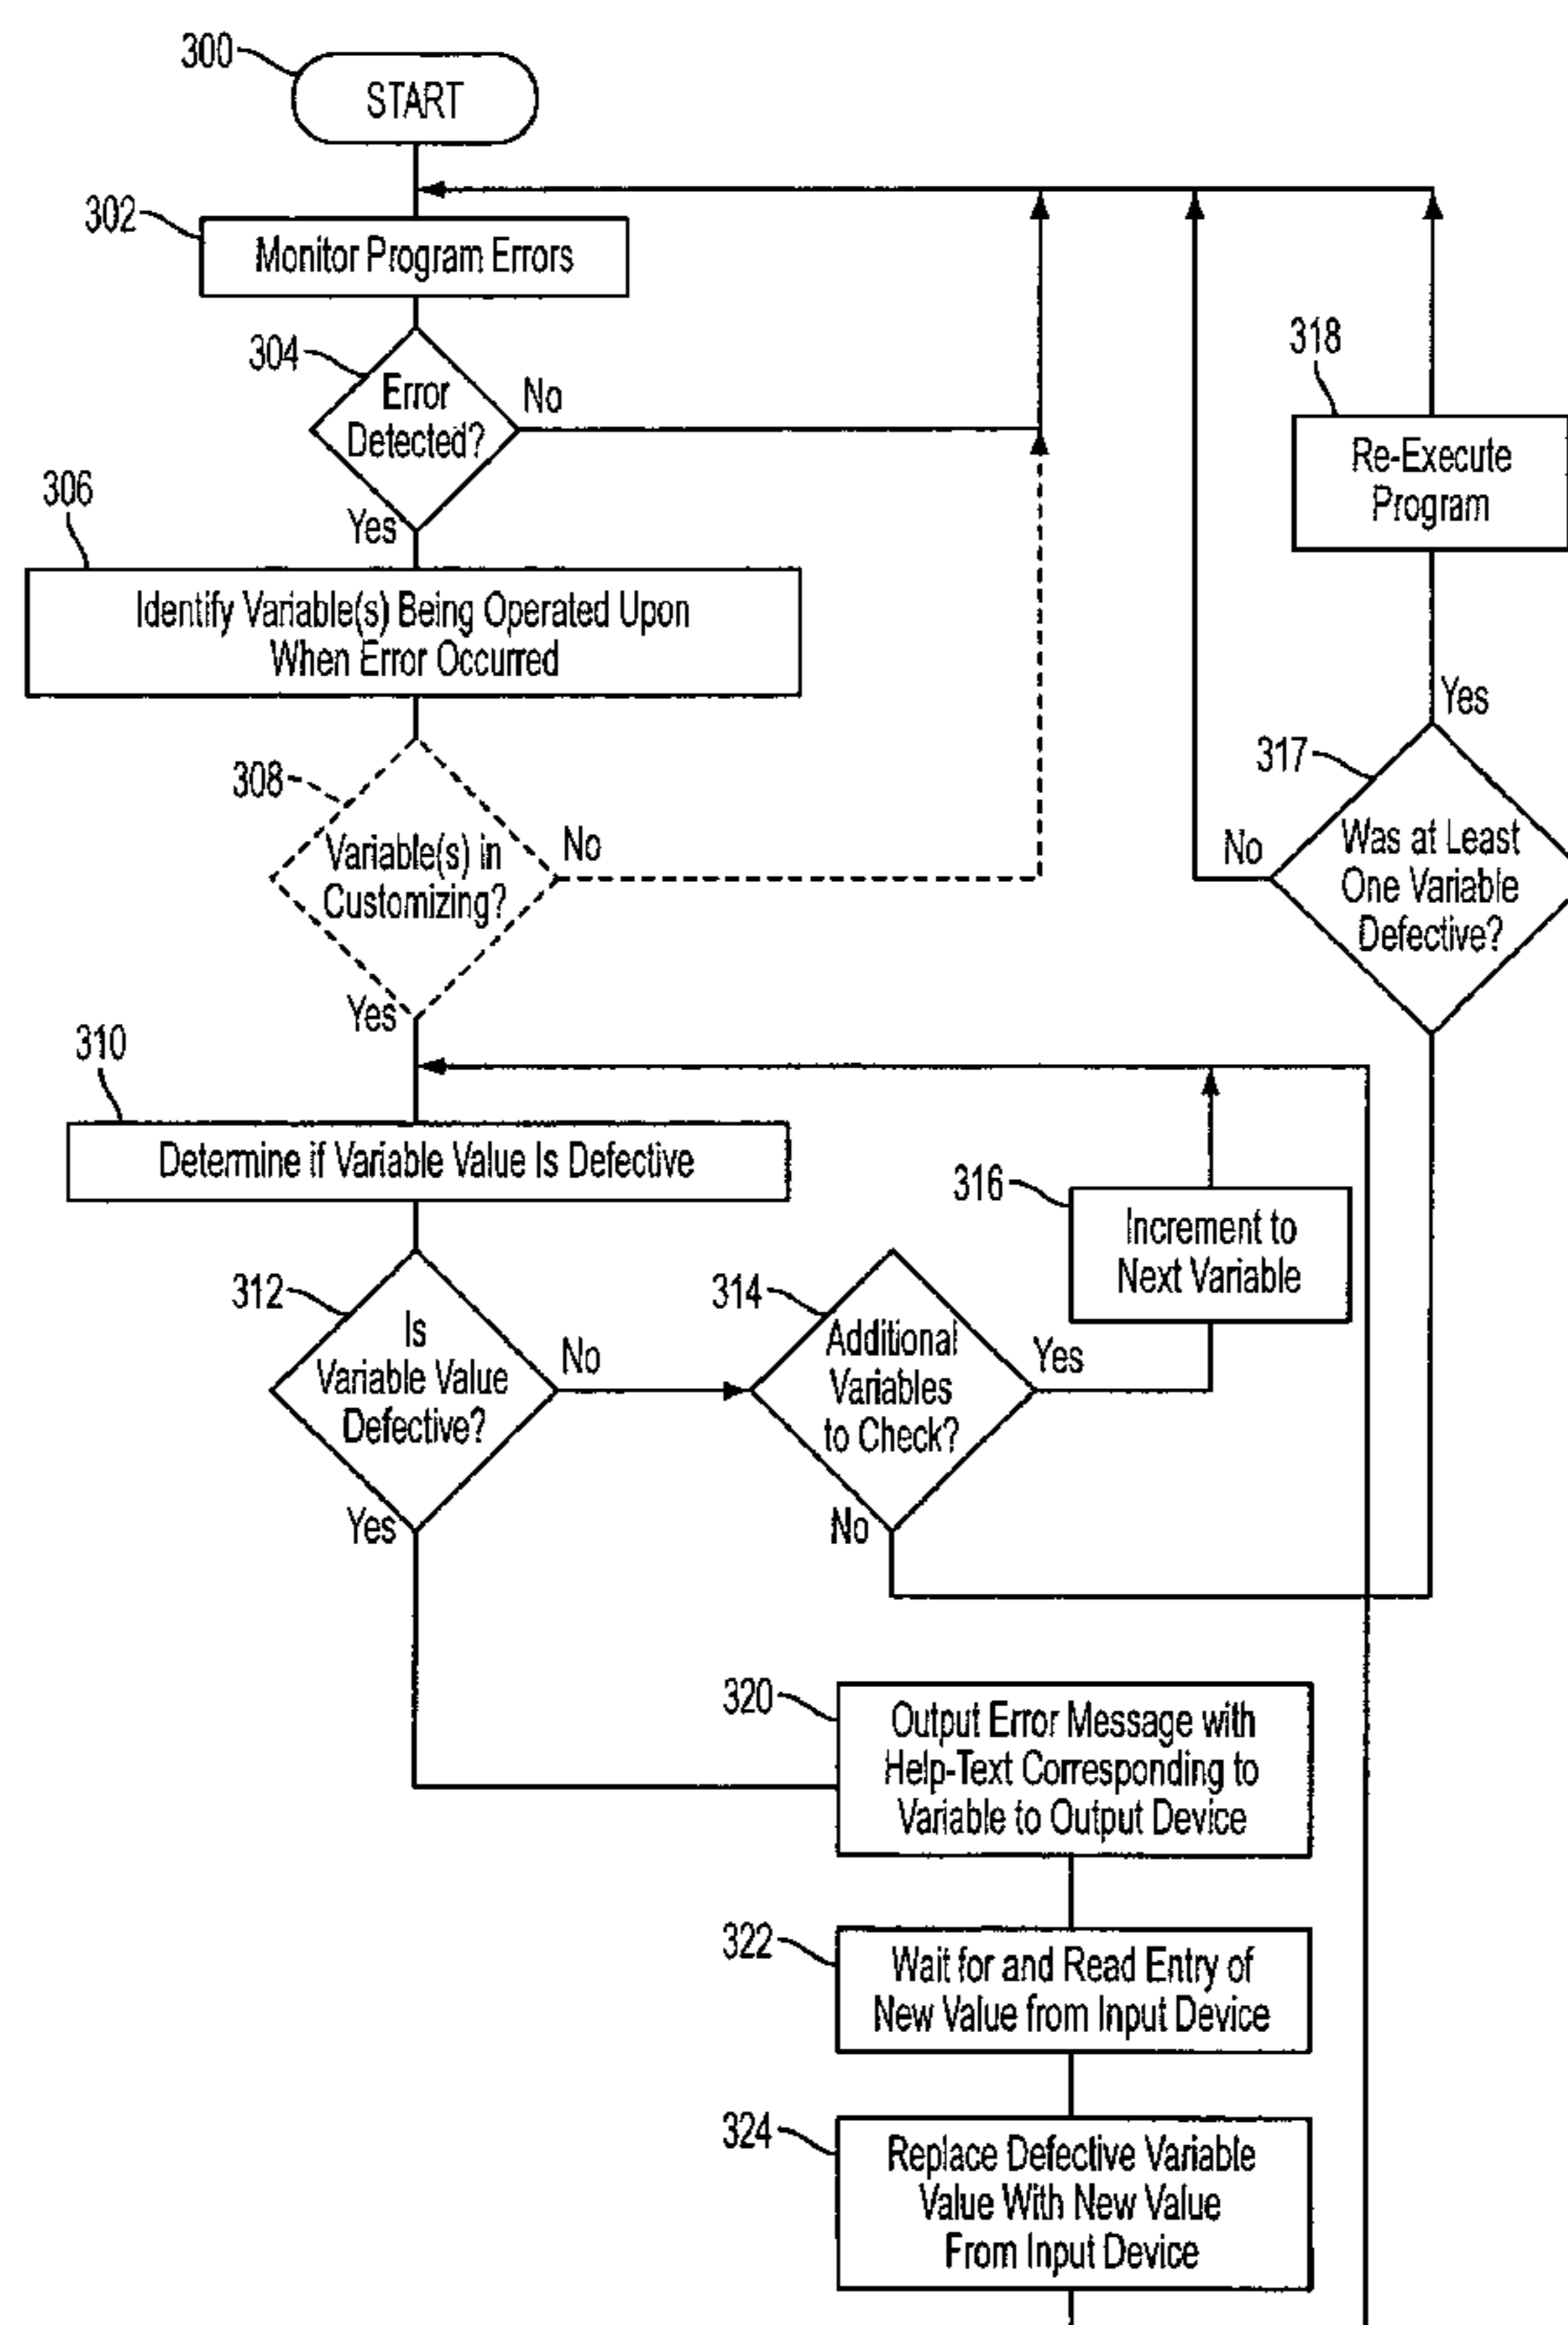 300
START
302
Monitor Program Errors
304
Error
Detected?
No
Yes
318
Re-Execute
Program
306
Identify Variable(s) Being Operated Upon
When Error Occurred
Yes
317
Was at Least
One Variable
Defective?
No
308
Variable(s) in
Customizing?
No
Yes
310
Determine if Variable Value Is Defective
316
Increment to
Next Variable
312
Is
Variable Value
Defective?
No
Yes
314
Additional
Variables
to Check?
Yes
No
320
Output Error Message with
Help-Text Corresponding to
Variable to Output Device
322
Wait for and Read Entry of
New Value from Input Device
324
Replace Defective Variable
Value With New Value
From Input Device